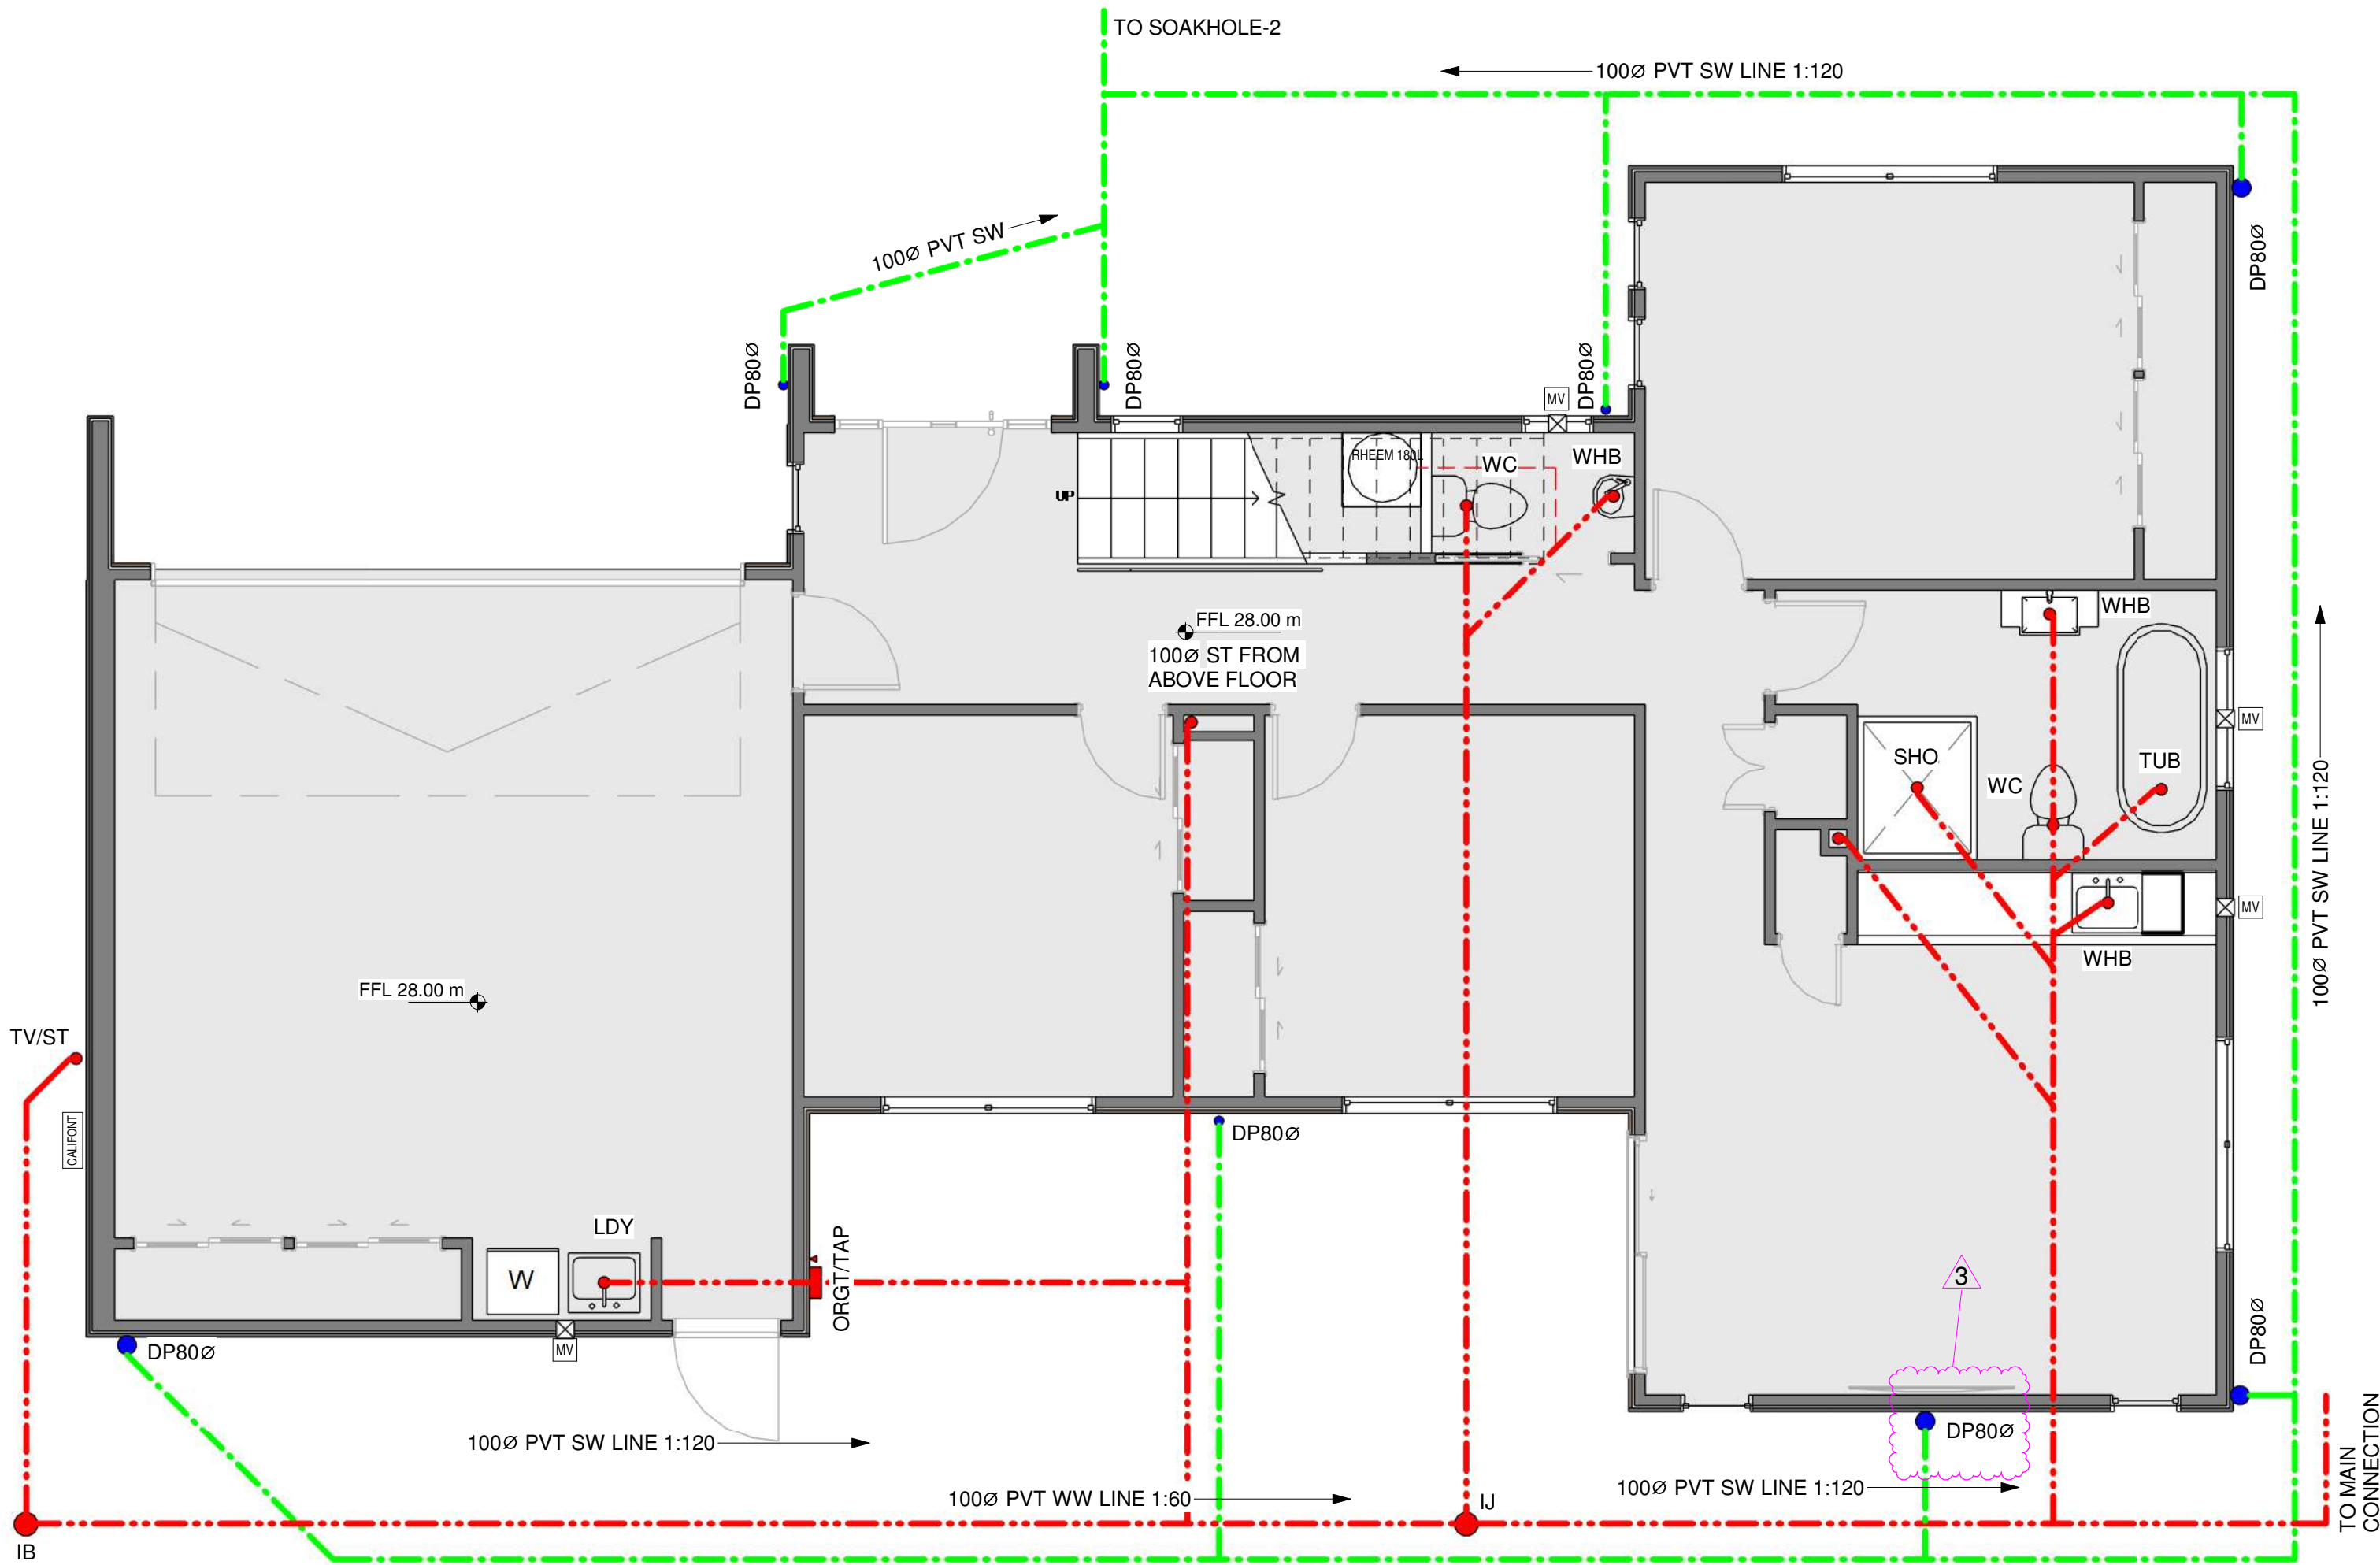 TO SOAKHOLE-2
100Ø PVT SW LINE 1:120
100Ø PVT SW
DP80Ø
DP80Ø
DP80Ø
DP80Ø
MV
RHEEM 180L
WC
WHB
UP
WHB
FFL 28.00 m
100Ø ST FROM
ABOVE FLOOR
MV
SHO
WC
TUB
100Ø PVT SW LINE 1:120
MV
WHB
FFL 28.00 m
TV/ST
CALIFONT
DP80Ø
LDY
W
ORGT/TAP
3
MV
DP80Ø
DP80Ø
DP80Ø
100Ø PVT SW LINE 1:120
100Ø PVT WW LINE 1:60
100Ø PVT SW LINE 1:120
IJ
IB
TO MAIN
CONNECTION